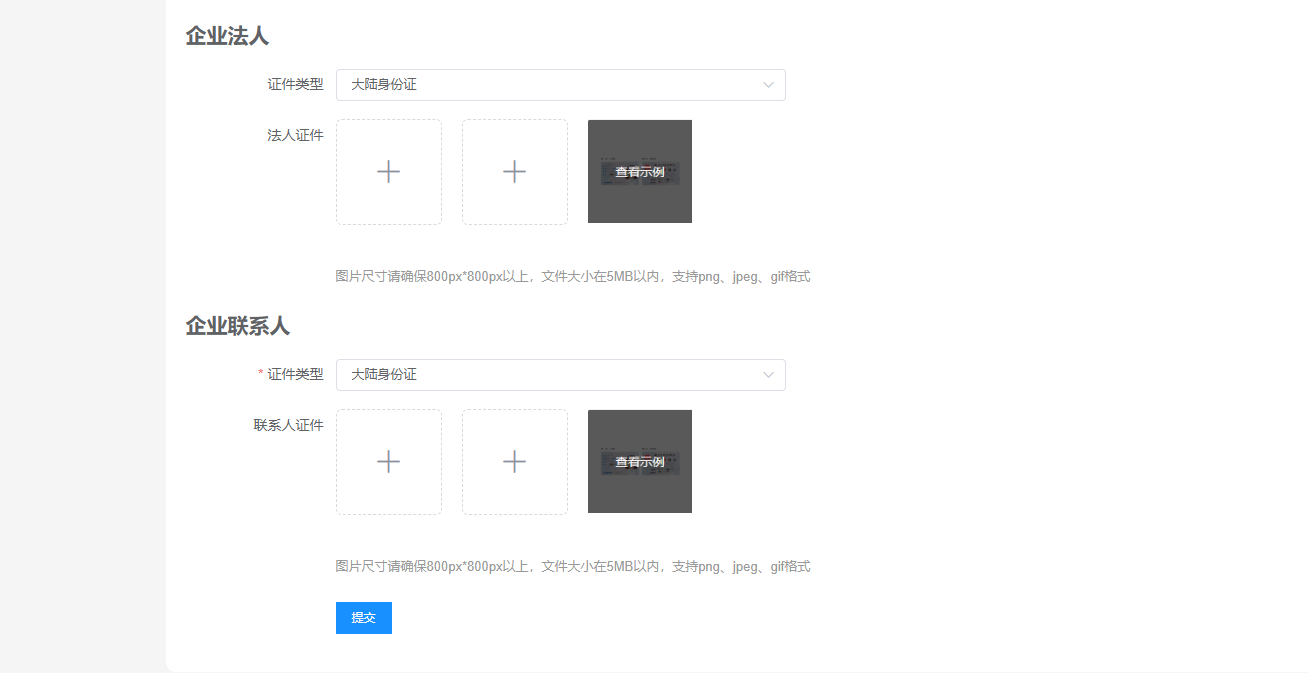 企业法人
证件类型 大陆身份证
法人证件
查看示例
图片尺寸请确保800px*800px以上，文件大小在5MB以内，支持png、jpeg、gif格式
企业联系人
* 证件类型 大陆身份证
联系人证件
查看示例
图片尺寸请确保800px*800px以上，文件大小在5MB以内，支持png、jpeg、gif格式
提交